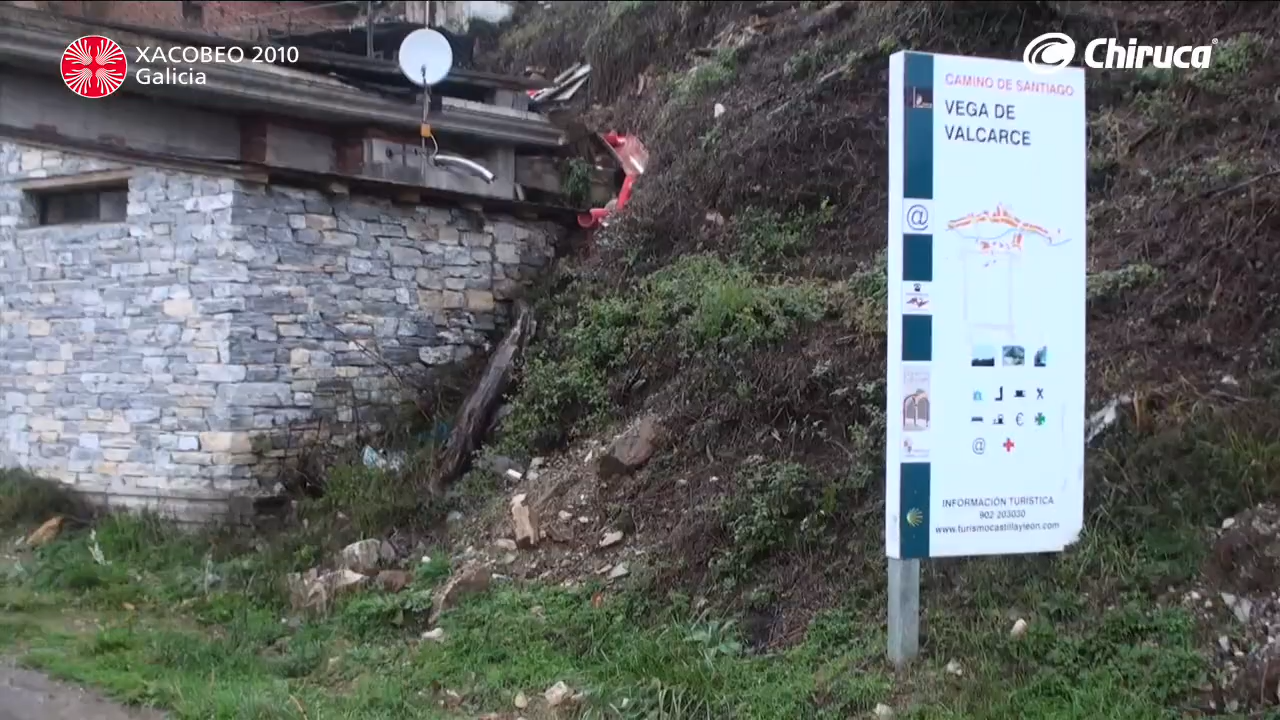 XACOBEO 2010
Galicia
Chiruca
CAMINO DE SANTIAGO
VEGA DE
VALCARCE
@
€
@
INFORMACIÓN TURÍSTICA
902 203030
www.turismocastillayleon.com